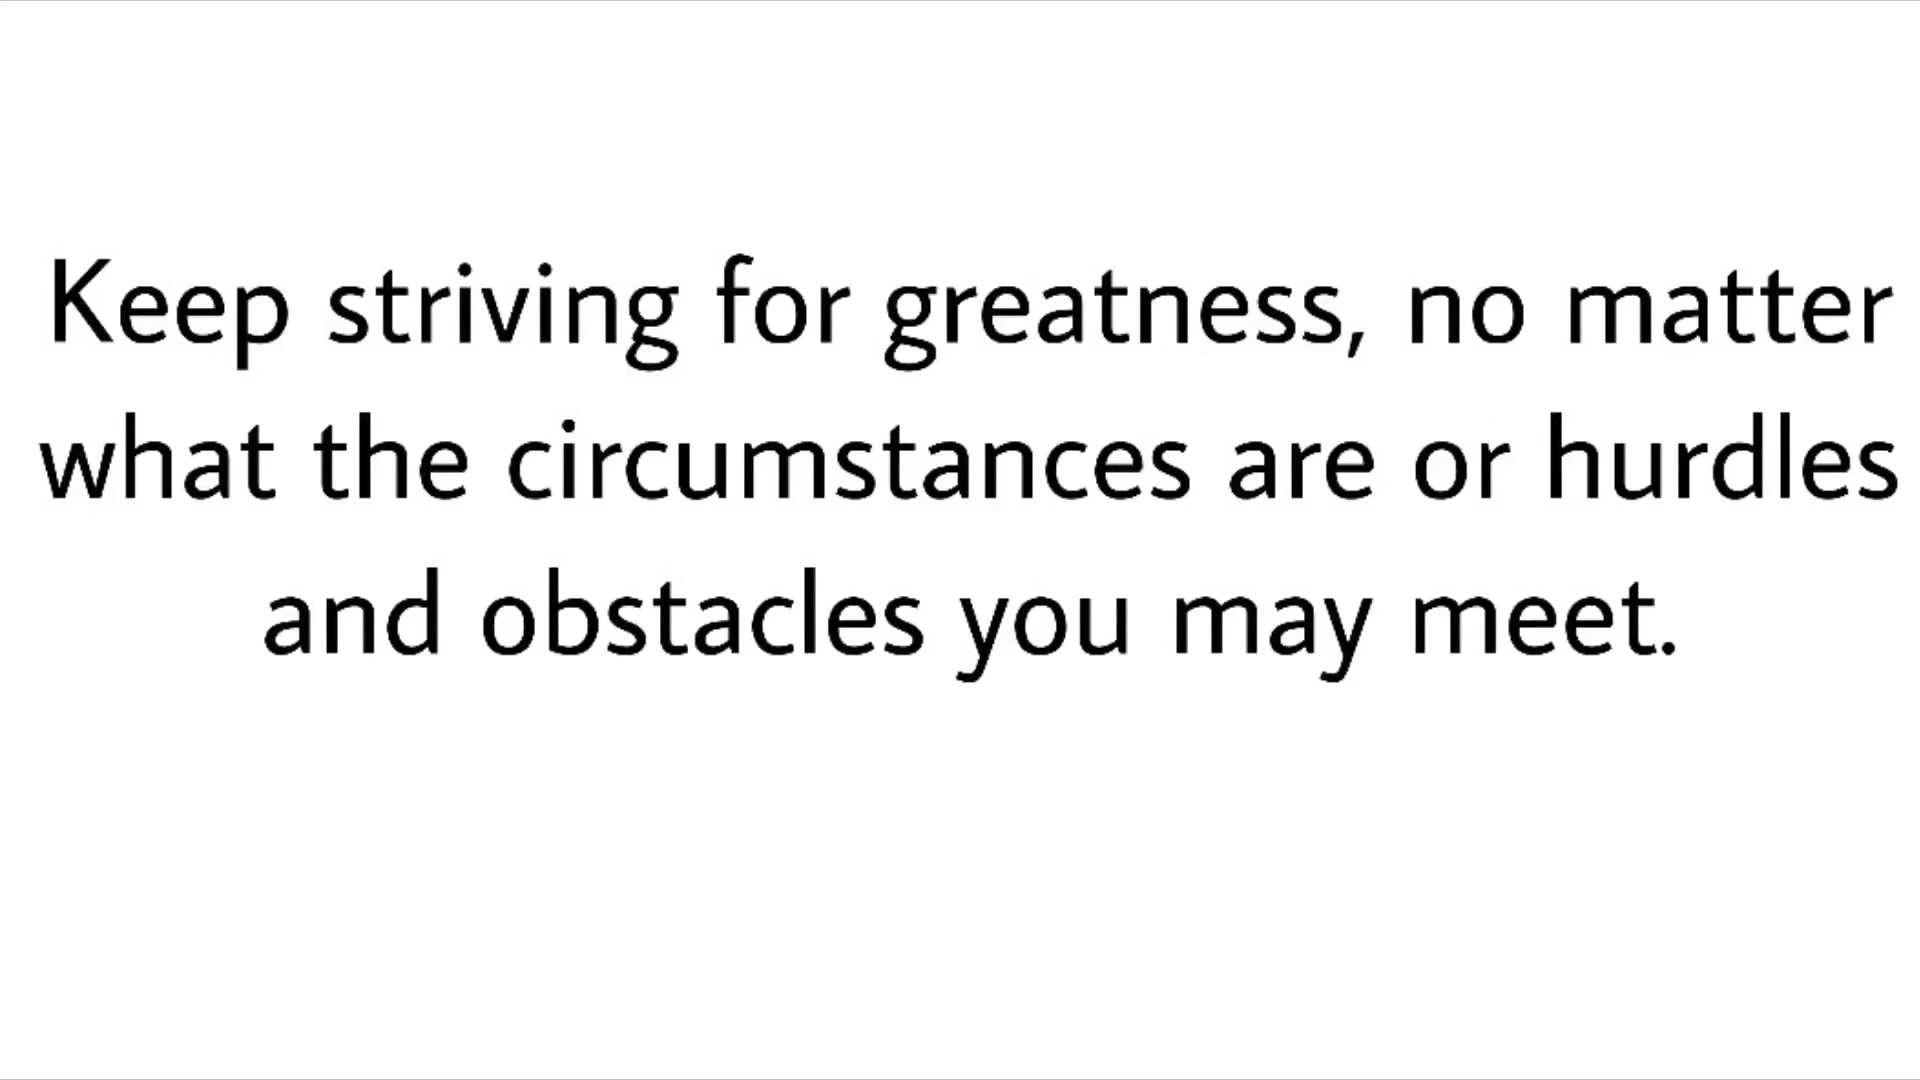 Keep striving for greatness, no matter
what the circumstances are or hurdles
and obstacles you may meet.